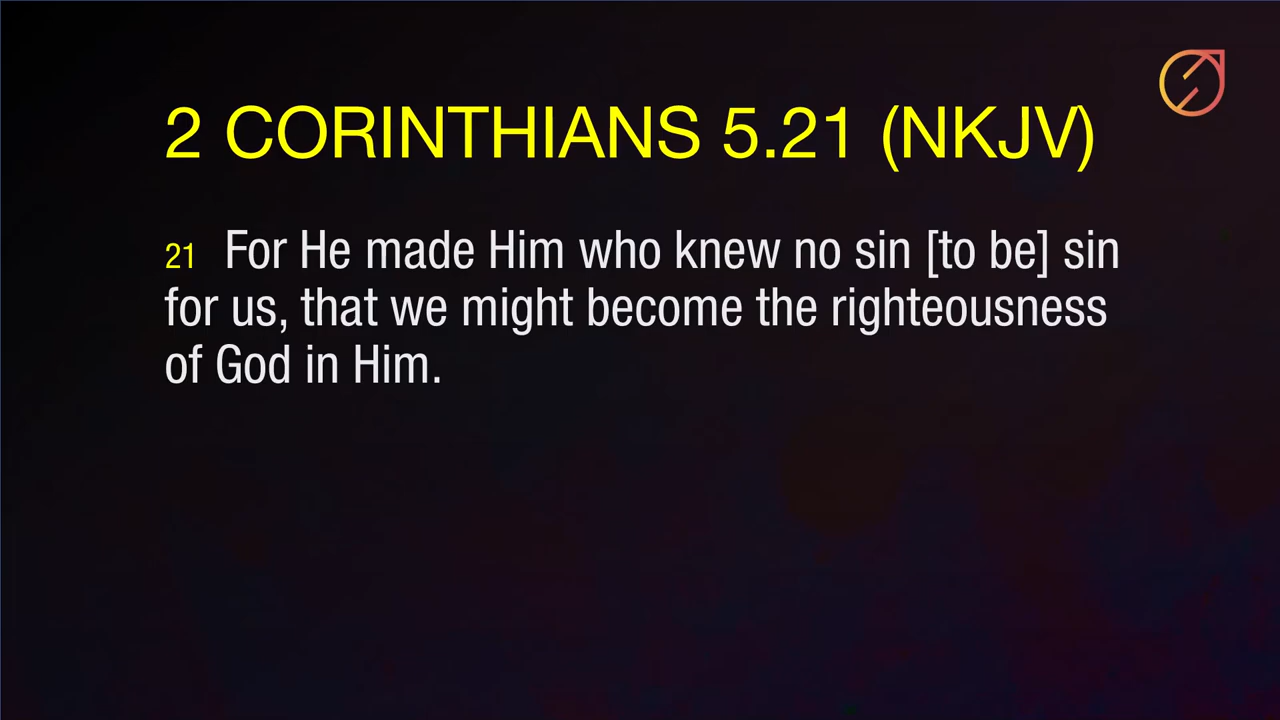 2 CORINTHIANS 5.21 (NKJV)
21 For He made Him who knew no sin [to be] sin
for us, that we might become the righteousness
of God in Him.